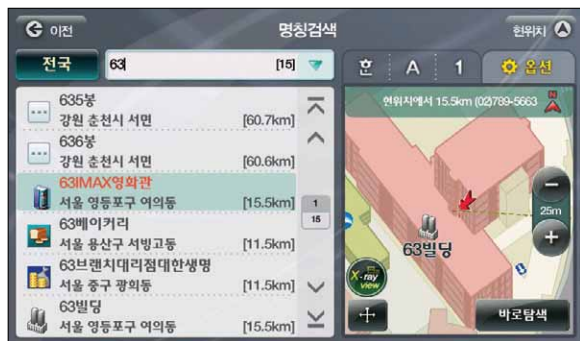 이전
명칭검색
현위치
전국
63
[15]
흔 A 1
옵션
635봉
강원 춘천시 서면 [60.7km]
636봉
강원 춘천시 서면 [60.6km]
63IMAX영화관
서울 영등포구 여의동 [15.5km]
63베이커리
서울 용산구 서빙고동 [11.5km]
63브랜치대리점대한생명
서울 중구 광희동 [11.5km]
63빌딩
서울 영등포구 여의동 [15.5km]
1
15
현위치에서 15.5km (02)789-5663
N
25m
63빌딩
X-ray
view
바로탐색